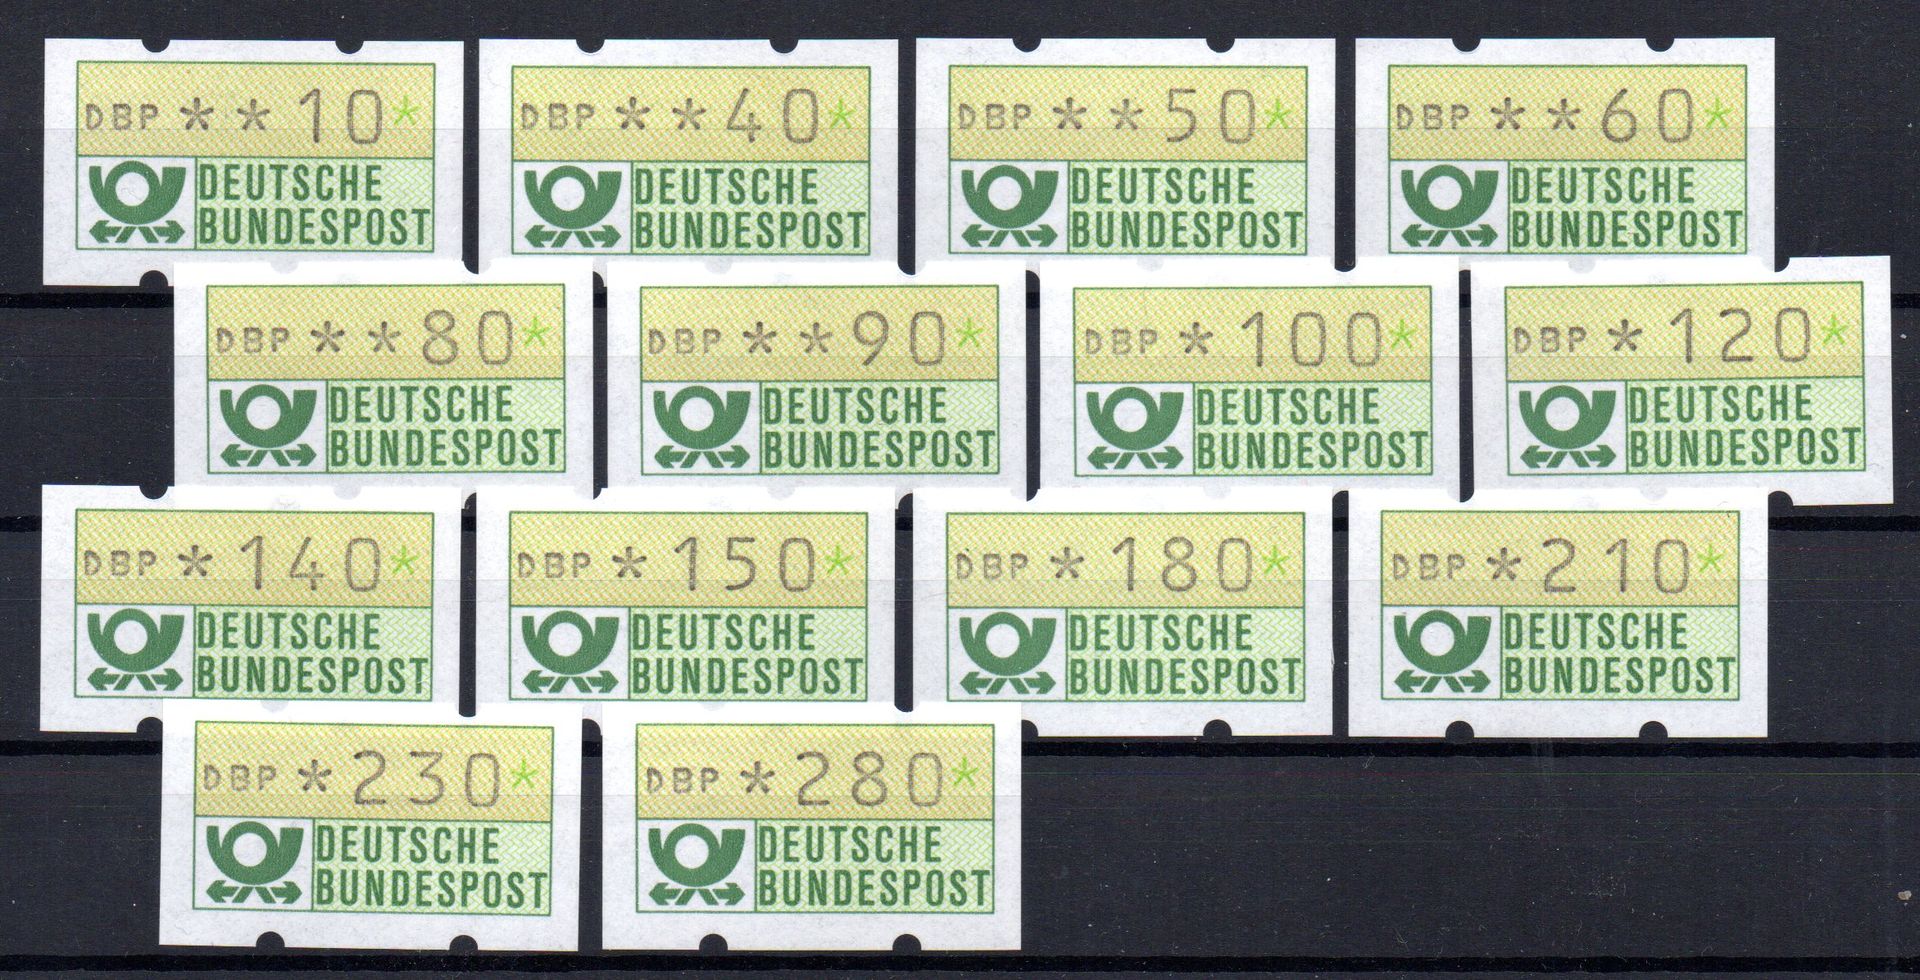 DBP **10*
DEUTSCHE
BUNDESPOST
DBP **40*
DEUTSCHE
BUNDESPOST
DBP **50*
DEUTSCHE
BUNDESPOST
DBP **60*
DEUTSCHE
BUNDESPOST
DBP **80*
DEUTSCHE
BUNDESPOST
DBP **90*
DEUTSCHE
BUNDESPOST
DBP *100*
DEUTSCHE
BUNDESPOST
DBP *120*
DEUTSCHE
BUNDESPOST
DBP *140*
DEUTSCHE
BUNDESPOST
DBP *150*
DEUTSCHE
BUNDESPOST
DBP *180*
DEUTSCHE
BUNDESPOST
DBP *210*
DEUTSCHE
BUNDESPOST
DBP *230*
DEUTSCHE
BUNDESPOST
DBP *280*
DEUTSCHE
BUNDESPOST